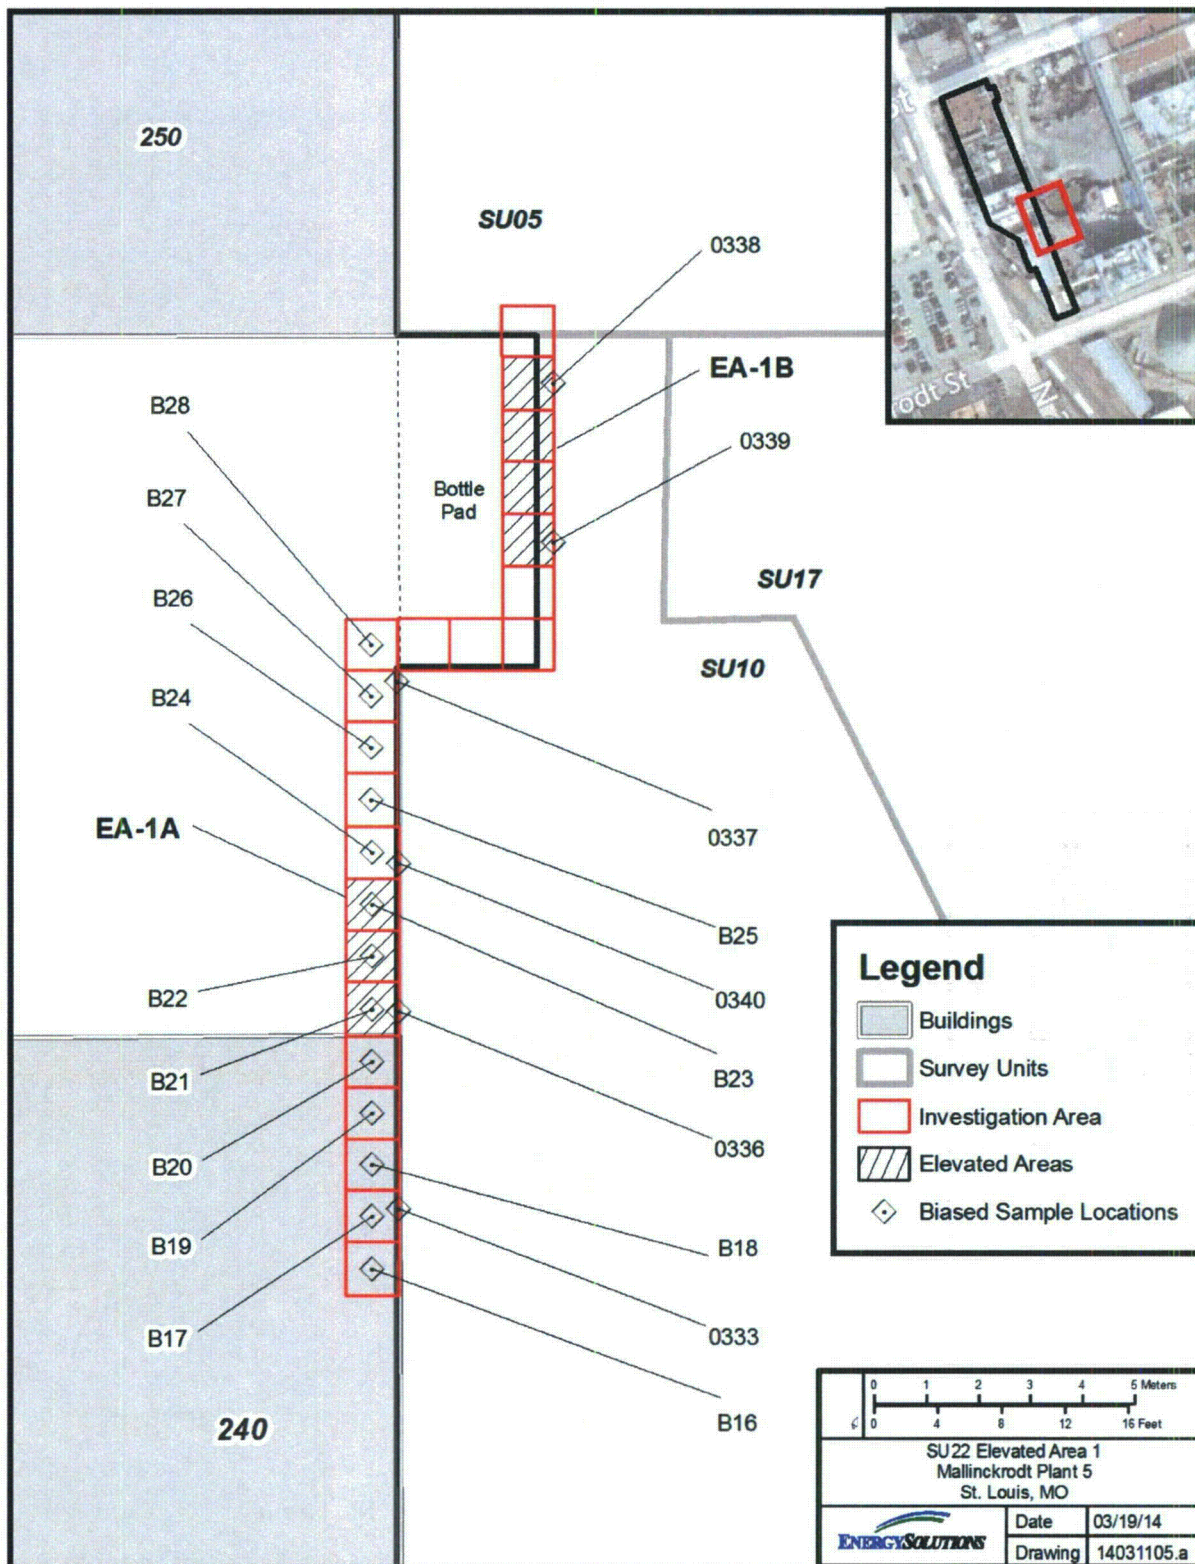 250
SU05
0338
EA-1B
B28
0339
B27
Bottle
Pad
B26
SU17
SU10
B24
EA-1A
0337
B25
B22
0340
B21
B23
B20
0336
B19
B18
B17
0333
B16
240
St
rodt St
N
Legend
Buildings
Survey Units
Investigation Area
Elevated Areas
Biased Sample Locations
0 1 2 3 4 5 Meters
0 4 8 12 16 Feet
SU22 Elevated Area 1
Mallinckrodt Plant 5
St. Louis, MO
ENERGYSOLUTIONS
Date 03/19/14
Drawing 14031105.a